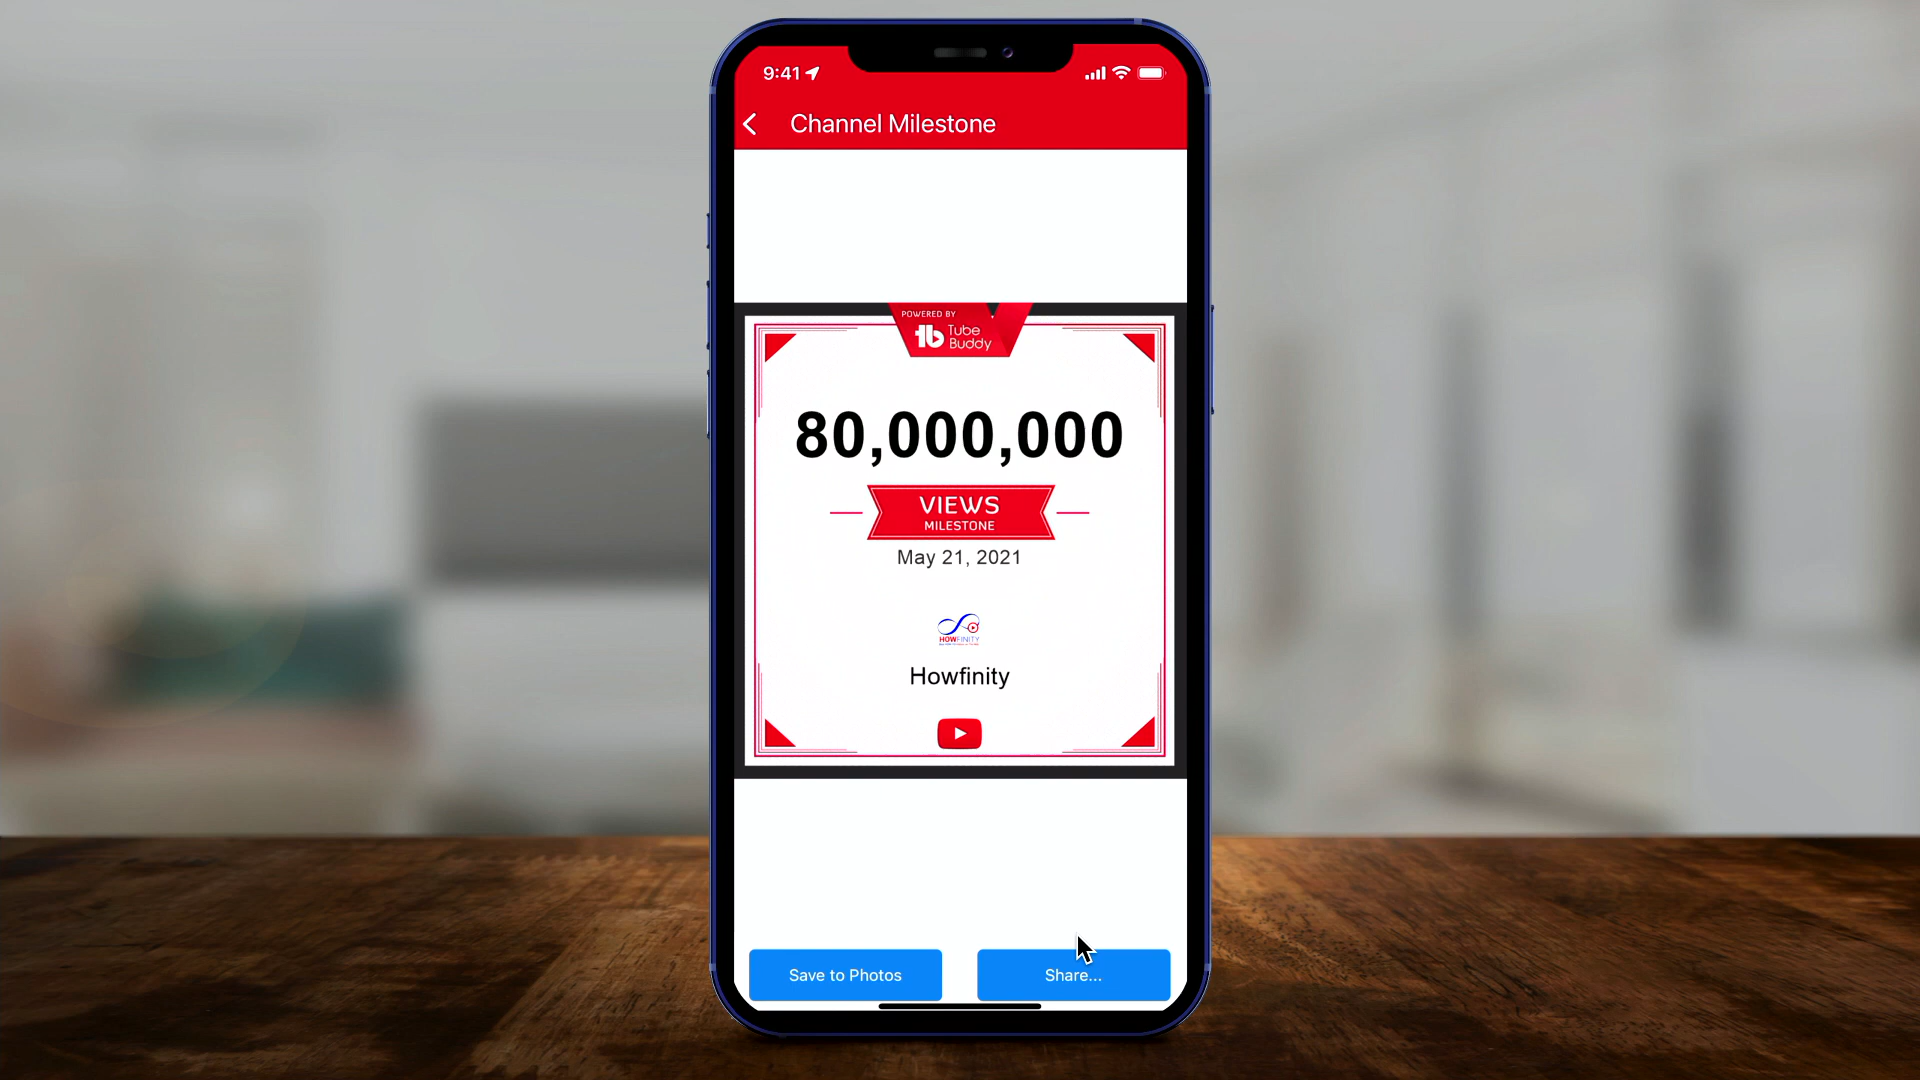 9:41
Channel Milestone
POWERED BY
Tube
Buddy
80,000,000
VIEWS
MILESTONE
May 21, 2021
HOWFINITY
Howfinity
Save to Photos
Share...